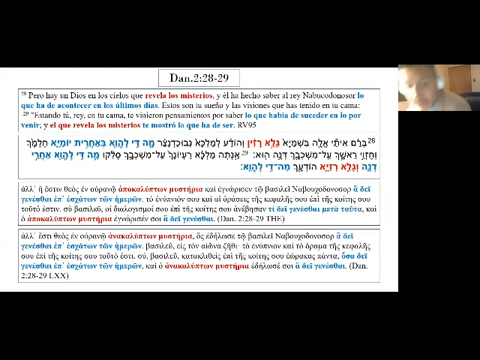 Dan.2:28-29
28 Pero hay un Dios en los cielos que revela los misterios, y él ha hecho saber al rey Nabucodonosor lo
que ha de acontecer en los últimos días. Estos son tu sueño y las visiones que has tenido en tu cama:
29 "Estando tú, rey, en tu cama, te vinieron pensamientos por saber lo que había de suceder en lo por
venir; y el que revela los misterios te mostró lo que ha de ser. RV95
28 בְּרַם אִיתַי אֱלָהּ בִּשְׁמַיָּא גָּלֵא רָזִין וְהוֹדַע לְמַלְכָּא נְבוּכַדְנֶצַּר מָה דִּי לֶהֱוֵא בְּאַחֲרִית יוֹמַיָּא חֶלְמָךְ
וְחֶזְוֵי רֵאשָׁךְ עַל־מִשְׁכְּבָךְ דְּנָה הוּא׃ 29 אַנְתָּה מַלְכָּא רַעְיוֹנָךְ עַל־מִשְׁכְּבָךְ סְלִקוּ מָה דִּי לֶהֱוֵא אַחֲרֵי
דְנָה וְגָלֵא רָזַיָּא הוֹדְעָךְ מָה־דִי לֶהֱוֵא׃
ἀλλ᾽ ἢ ἔστιν θεὸς ἐν οὐρανῷ ἀποκαλύπτων μυστήρια καὶ ἐγνώρισεν τῷ βασιλεῖ Ναβουχοδονοσορ ἃ δεῖ
γενέσθαι ἐπ᾽ ἐσχάτων τῶν ἡμερῶν. τὸ ἐνύπνιόν σου καὶ αἱ ὁράσεις τῆς κεφαλῆς σου ἐπὶ τῆς κοίτης σου
τοῦτό ἐστιν. σὺ βασιλεῦ, οἱ διαλογισμοί σου ἐπὶ τῆς κοίτης σου ἀνέβησαν τί δεῖ γενέσθαι μετὰ ταῦτα, καὶ
ὁ ἀποκαλύπτων μυστήρια ἐγνώρισέν σοι ἃ δεῖ γενέσθαι. (Dan. 2:28-29 THE)
ἀλλ᾽ ἔστι θεὸς ἐν οὐρανῷ ἀνακαλύπτων μυστήρια, ὃς ἐδήλωσε τῷ βασιλεῖ Ναβουχοδονοσορ ἃ δεῖ
γενέσθαι ἐπ᾽ ἐσχάτων τῶν ἡμερῶν. βασιλεῦ, εἰς τὸν αἰῶνα ζῆθι· τὸ ἐνύπνιον καὶ τὸ ὅραμα τῆς κεφαλῆς
σου ἐπὶ τῆς κοίτης σου τοῦτό ἐστι. σύ, βασιλεῦ, κατακλιθεὶς ἐπὶ τῆς κοίτης σου ἑώρακας πάντα, ὅσα δεῖ
γενέσθαι ἐπ᾽ ἐσχάτων τῶν ἡμερῶν, καὶ ὁ ἀνακαλύπτων μυστήρια ἐδήλωσέ σοι ἃ δεῖ γενέσθαι. (Dan.
2:28-29 LXX)